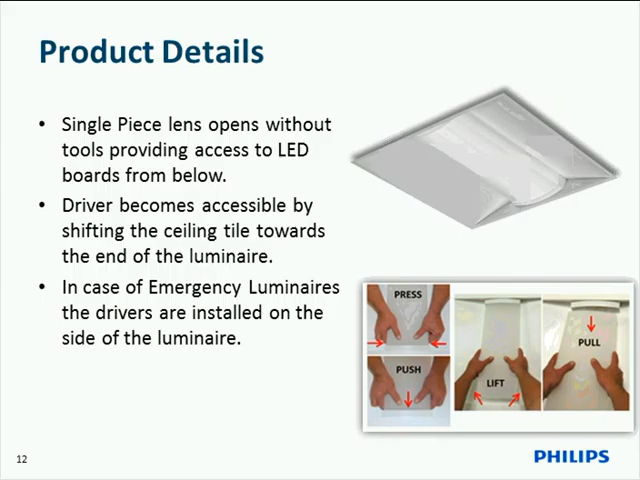 Product Details
• Single Piece lens opens without
tools providing access to LED
boards from below.
• Driver becomes accessible by
shifting the ceiling tile towards
the end of the luminaire.
• In case of Emergency Luminaires
the drivers are installed on the
side of the luminaire.
PRESS
PUSH
LIFT
PULL
12
PHILIPS